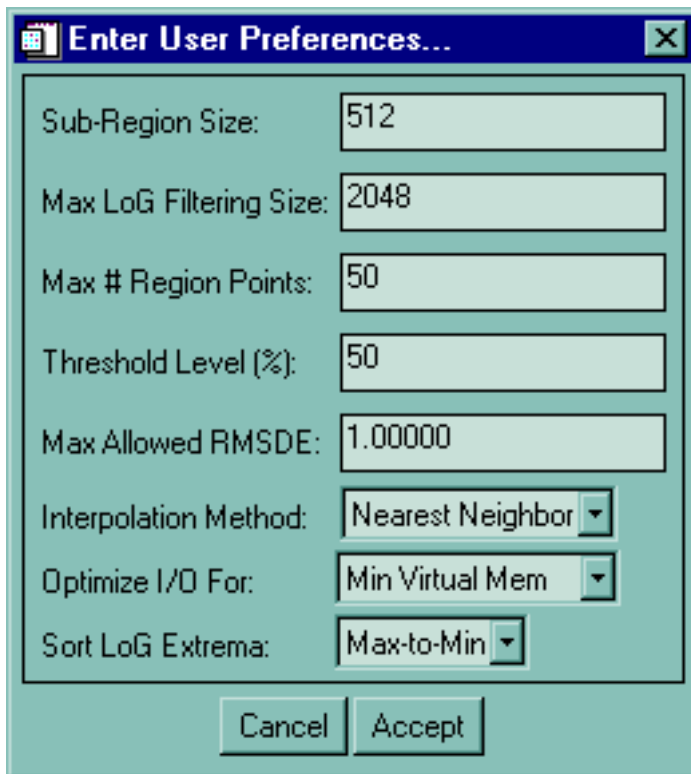 Enter User Preferences...
Sub-Region Size: 512
Max LoG Filtering Size: 2048
Max # Region Points: 50
Threshold Level (%): 50
Max Allowed RMSDE: 1.00000
Interpolation Method: Nearest Neighbor
Optimize I/O For: Min Virtual Mem
Sort LoG Extrema: Max-to-Min
Cancel Accept